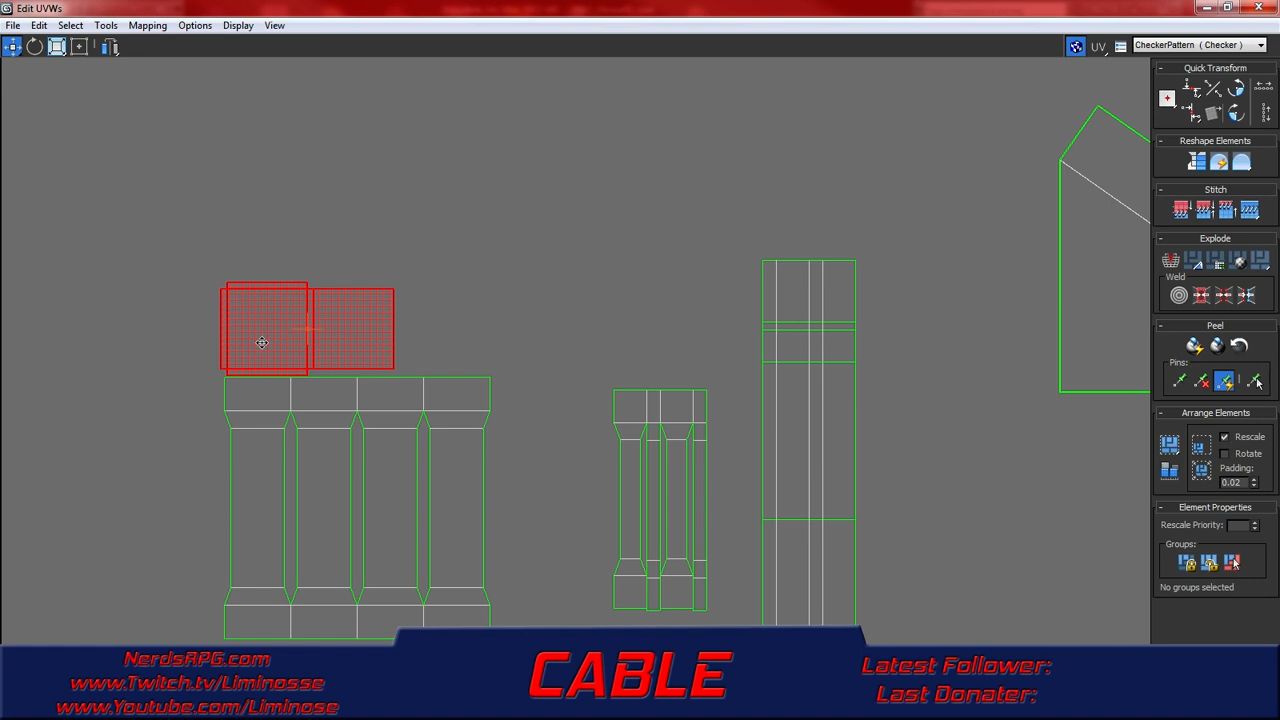 Edit UVWs
File Edit Select Tools Mapping Options Display View
UV
CheckerPattern ( Checker )
Quick Transform
Reshape Elements
Stitch
Explode
Weld
Peel
Pins:
Arrange Elements
Rescale
Rotate
Padding:
0.02
Element Properties
Rescale Priority:
Groups:
No groups selected
NerdsRPG.com
www.Twitch.tv/Liminosse
www.Youtube.com/Liminose
CABLE
Latest Follower:
Last Donater: